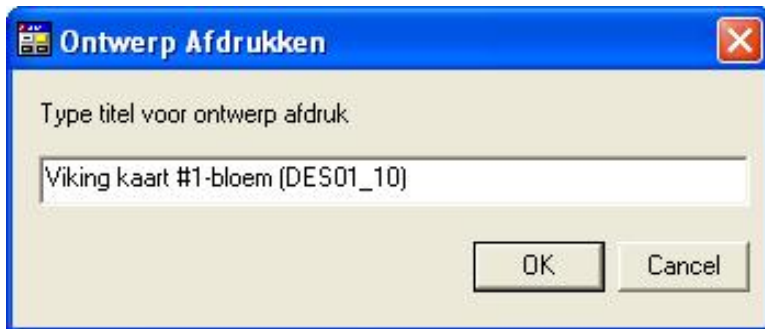 Ontwerp Afdrukken
Type titel voor ontwerp afdruk
Viking kaart #1-bloem (DES01_10)
OK Cancel